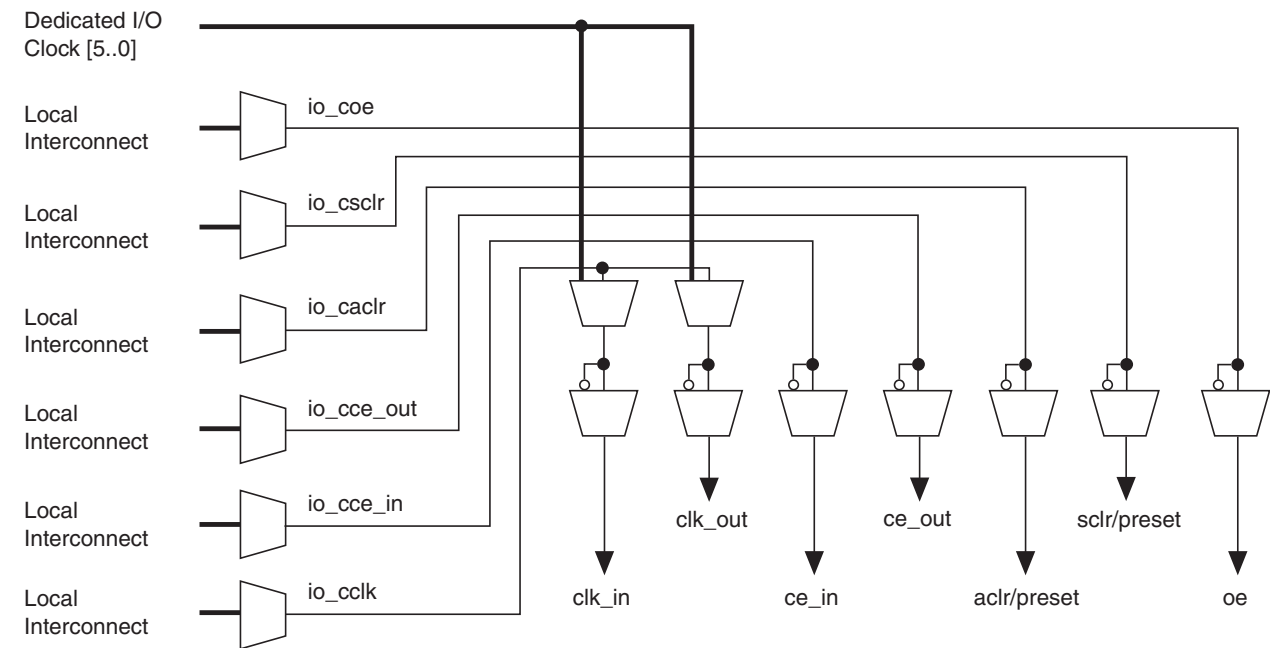 Dedicated I/O
Clock [5..0]
Local
Interconnect
io_coe
Local
Interconnect
io_csclr
Local
Interconnect
io_caclr
Local
Interconnect
io_cce_out
Local
Interconnect
io_cce_in
Local
Interconnect
io_cclk
clk_out
ce_out
sclr/preset
clk_in
ce_in
aclr/preset
oe